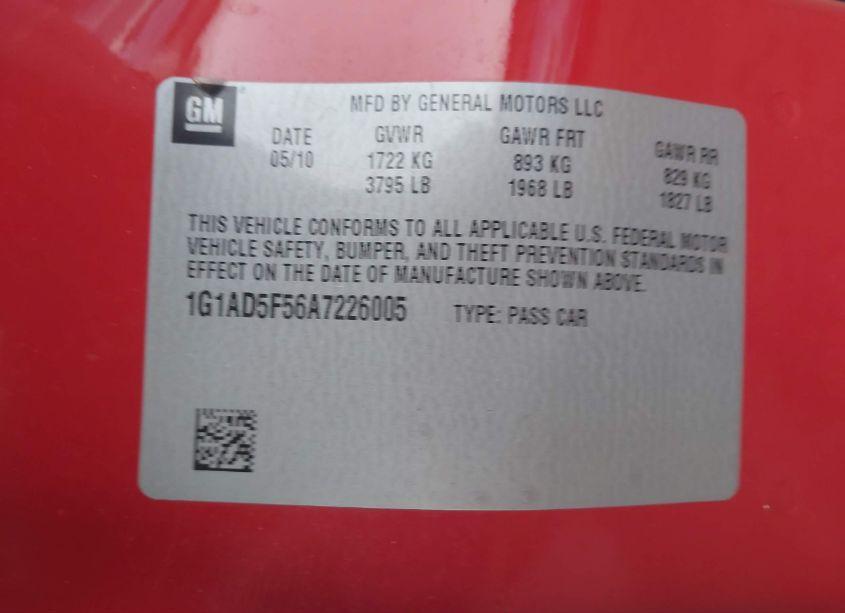 GM
MFD BY GENERAL MOTORS LLC
DATE GVWR GAWR FRT GAWR RR
05/10 1722 KG 893 KG 829 KG
3795 LB 1968 LB 1827 LB
THIS VEHICLE CONFORMS TO ALL APPLICABLE U.S. FEDERAL MOTOR
VEHICLE SAFETY, BUMPER, AND THEFT PREVENTION STANDARDS IN
EFFECT ON THE DATE OF MANUFACTURE SHOWN ABOVE.
1G1AD5F56A7226005 TYPE: PASS CAR